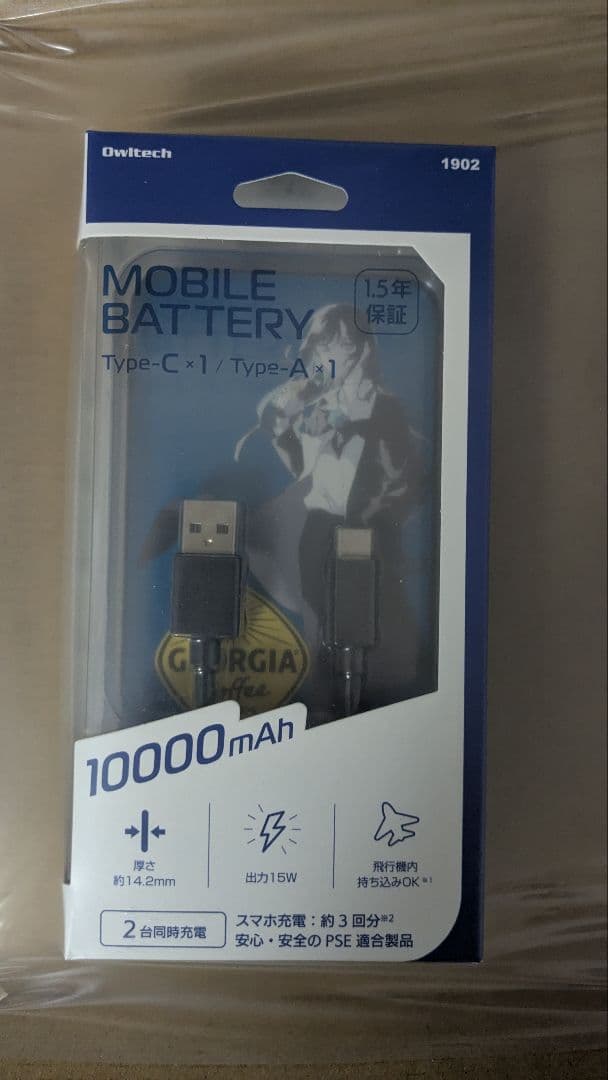 Owltech
1902
MOBILE
BATTERY
1.5年
保証
Type-C×1 / Type-A×1
GEORGIA
Coffee
10000mAh
厚さ
約14.2mm
出力15W
飛行機内
持ち込みOK※1
2台同時充電
スマホ充電：約3回分※2
安心・安全のPSE適合製品